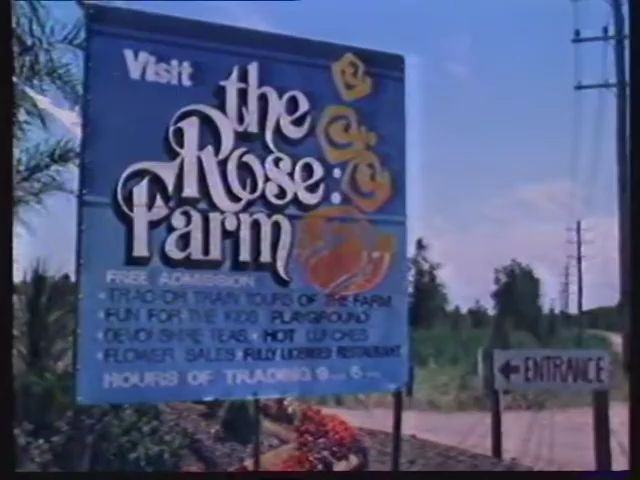 Visit
the
Rose
Farm
FREE ADMISSION
• TRACTOR TRAIN TOURS OF THE FARM
• FUN FOR THE KIDS PLAYGROUND
• DEVONSHIRE TEAS • HOT LUNCHES
• FLOWER SALES FULLY LICENSED RESTAURANT
HOURS OF TRADING 9 5
ENTRANCE